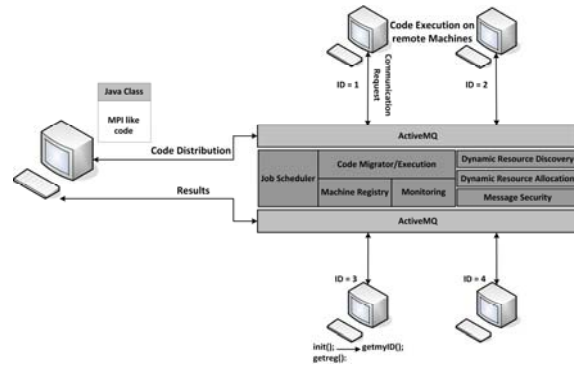 Code Execution on
remote Machines
Communication
Request
ID = 1
ID = 2
Java Class
MPI like
code
Code Distribution
Results
ActiveMQ
Job Scheduler
Code Migrator/Execution
Machine Registry
Monitoring
Dynamic Resource Discovery
Dynamic Resource Allocation
Message Security
ActiveMQ
ID = 3
ID = 4
init(); getmyID();
getreg():